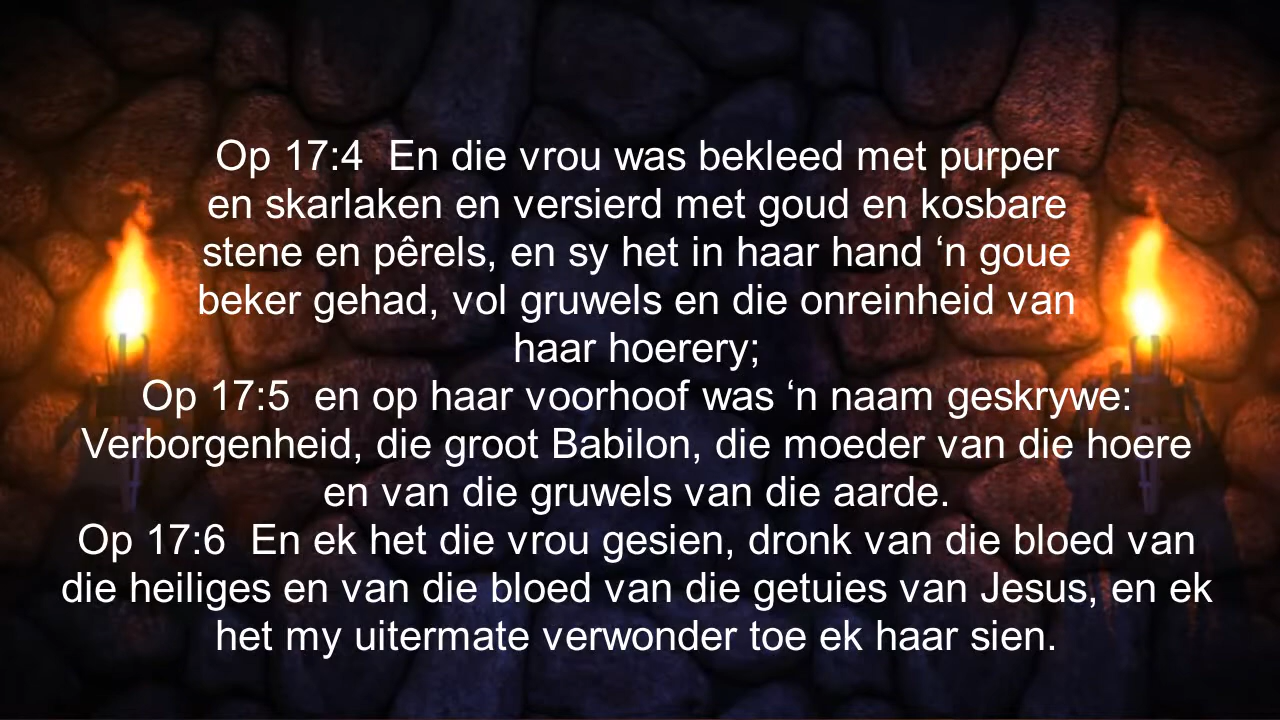 Op 17:4  En die vrou was bekleed met purper
en skarlaken en versierd met goud en kosbare
stene en pêrels, en sy het in haar hand ‘n goue
beker gehad, vol gruwels en die onreinheid van
haar hoerery;
Op 17:5  en op haar voorhoof was ‘n naam geskrywe:
Verborgenheid, die groot Babilon, die moeder van die hoere
en van die gruwels van die aarde.
Op 17:6  En ek het die vrou gesien, dronk van die bloed van
die heiliges en van die bloed van die getuies van Jesus, en ek
het my uitermate verwonder toe ek haar sien.